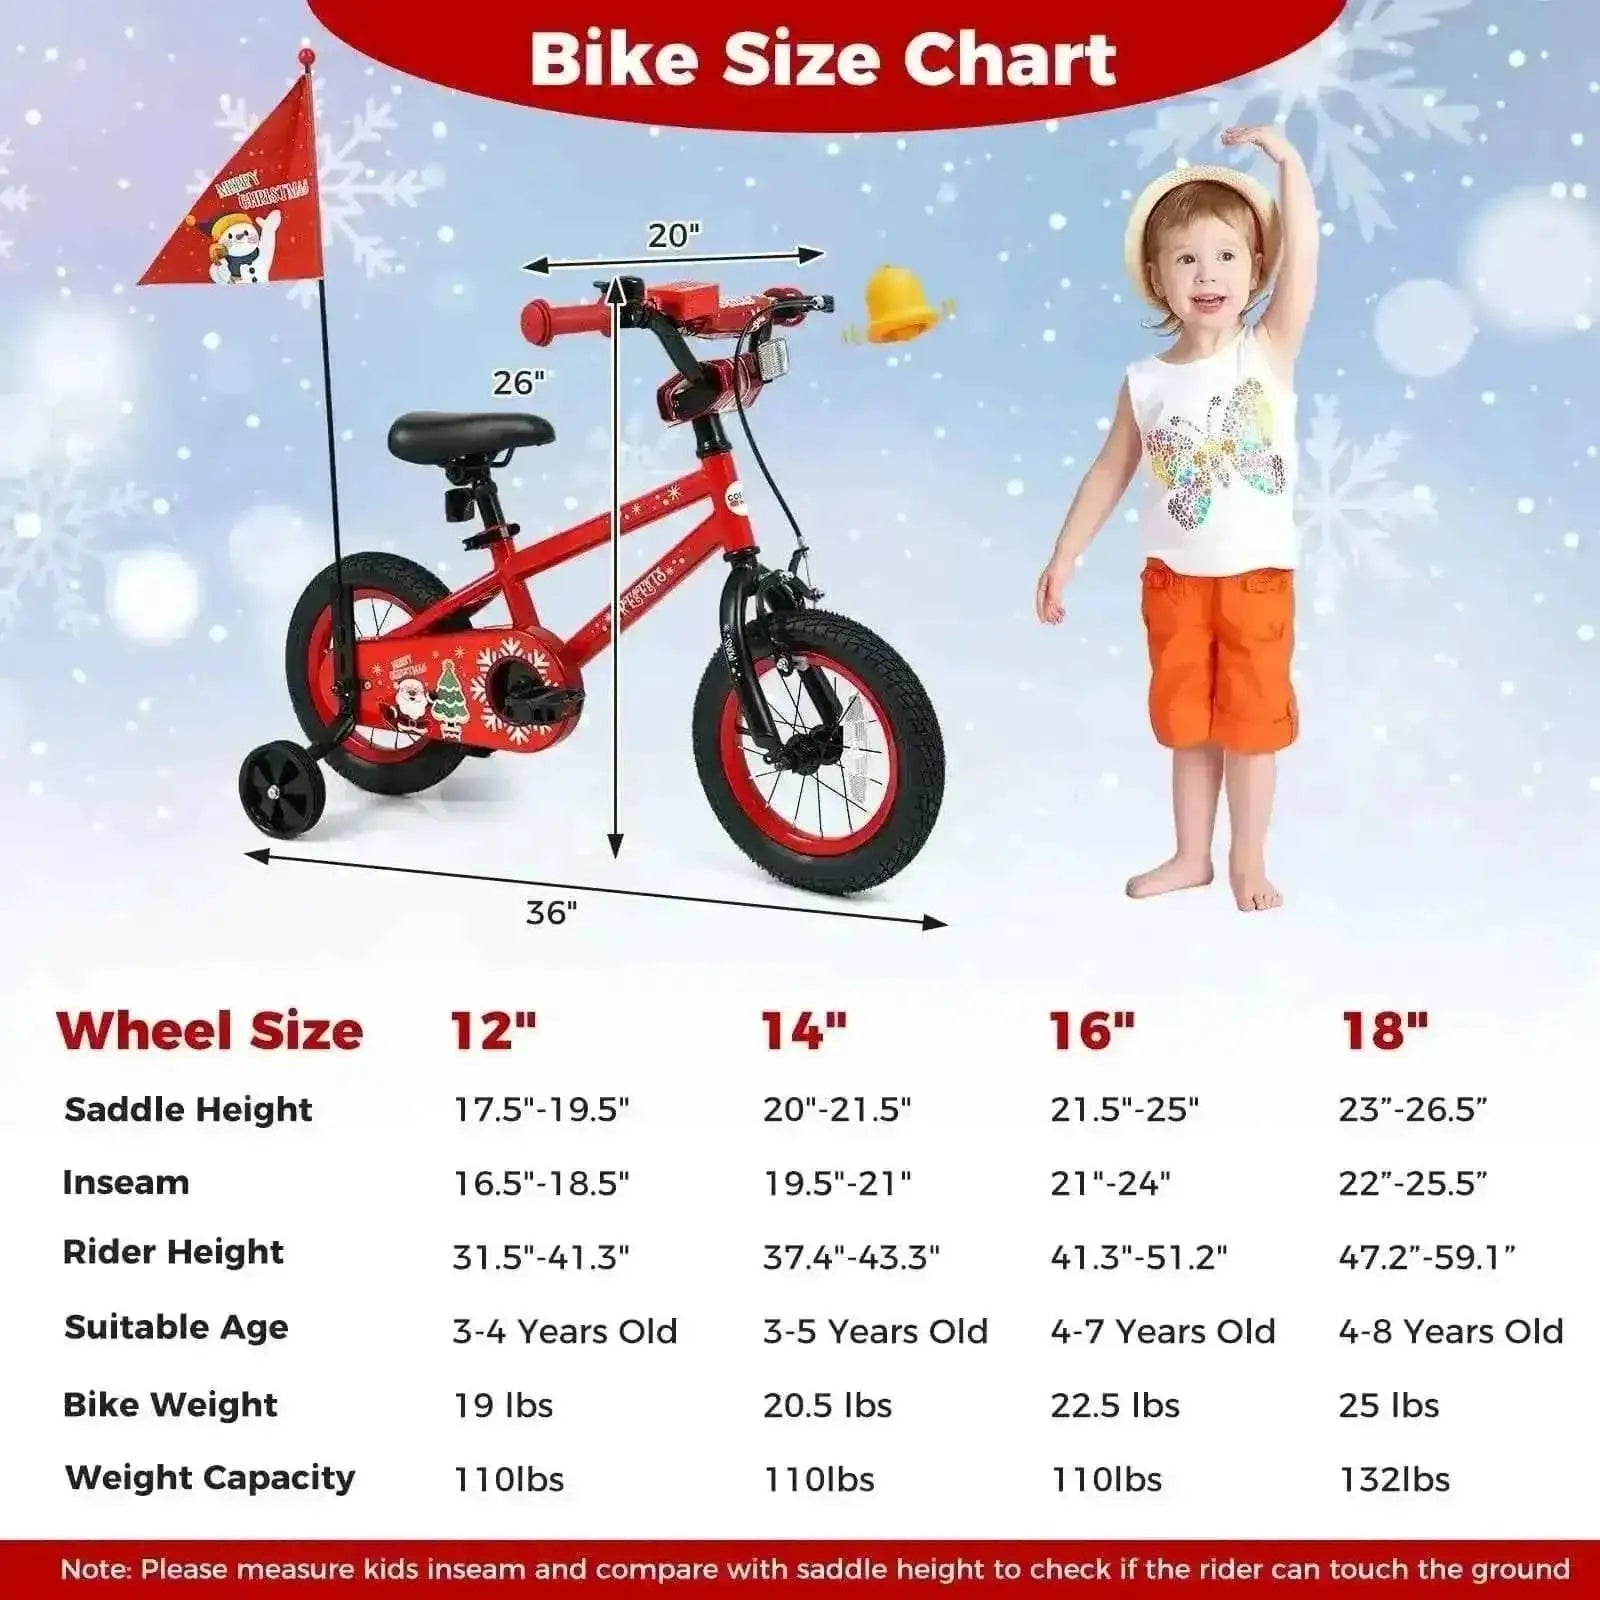 Bike Size Chart
MERRY
CHRISTMAS
20"
26"
MERRY
CHRISTMAS
36"
Wheel Size 12" 14" 16" 18"
Saddle Height 17.5"-19.5" 20"-21.5" 21.5"-25" 23”-26.5”
Inseam 16.5"-18.5" 19.5"-21" 21"-24" 22”-25.5”
Rider Height 31.5"-41.3" 37.4"-43.3" 41.3"-51.2" 47.2”-59.1”
Suitable Age 3-4 Years Old 3-5 Years Old 4-7 Years Old 4-8 Years Old
Bike Weight 19 lbs 20.5 lbs 22.5 lbs 25 lbs
Weight Capacity 110lbs 110lbs 110lbs 132lbs
Note: Please measure kids inseam and compare with saddle height to check if the rider can touch the ground